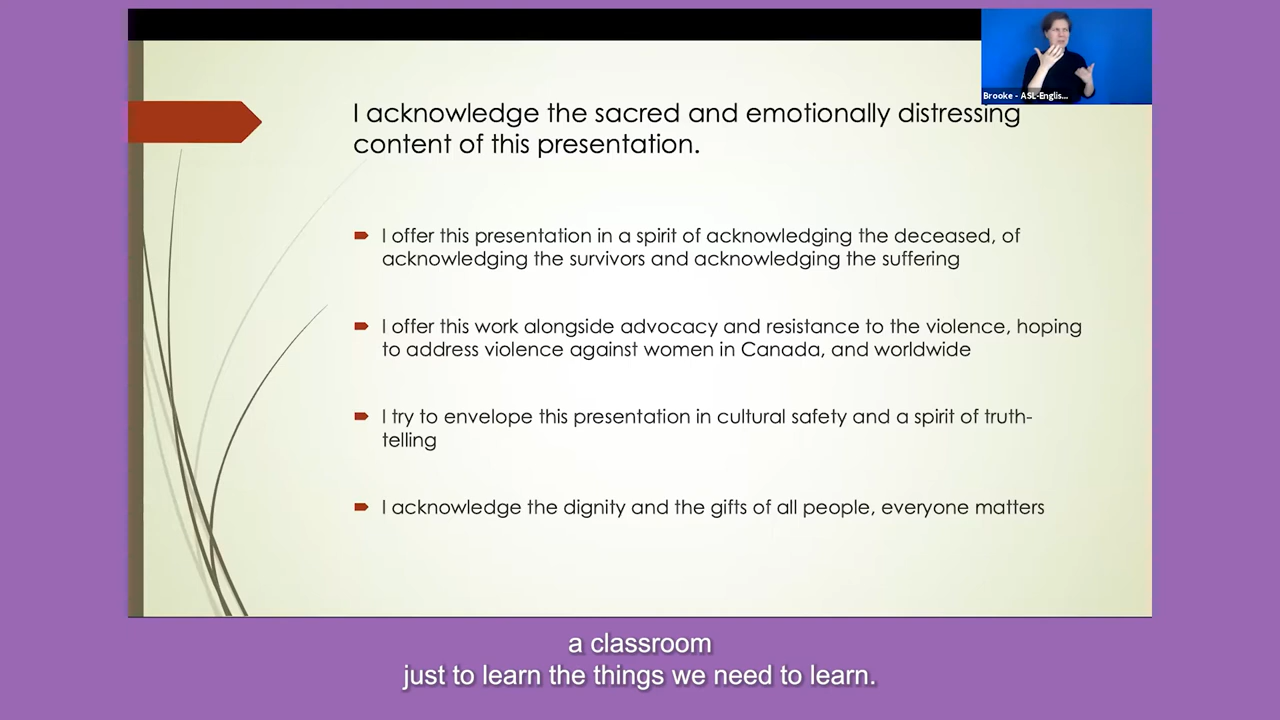 Brooke - ASL-Englis...
I acknowledge the sacred and emotionally distressing
content of this presentation.
I offer this presentation in a spirit of acknowledging the deceased, of
acknowledging the survivors and acknowledging the suffering
I offer this work alongside advocacy and resistance to the violence, hoping
to address violence against women in Canada, and worldwide
I try to envelope this presentation in cultural safety and a spirit of truth-
telling
I acknowledge the dignity and the gifts of all people, everyone matters
a classroom
just to learn the things we need to learn.